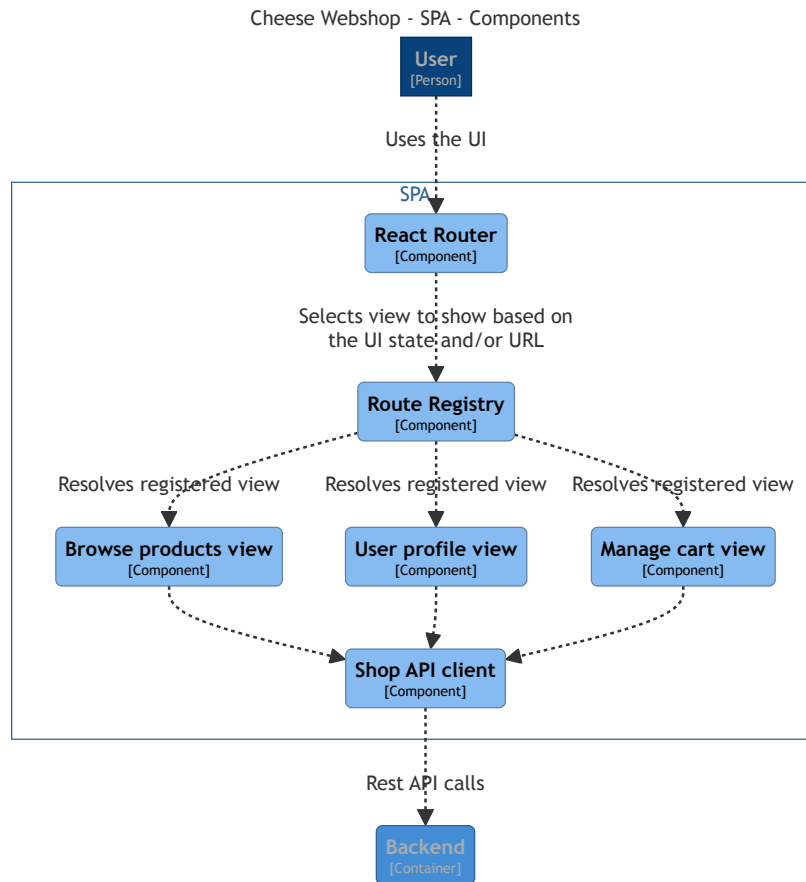 Cheese Webshop - SPA - Components
User
[Person]
Uses the UI
SPA
React Router
[Component]
Selects view to show based on
the UI state and/or URL
Route Registry
[Component]
Resolves registered view
Resolves registered view
Resolves registered view
Browse products view
[Component]
User profile view
[Component]
Manage cart view
[Component]
Shop API client
[Component]
Rest API calls
Backend
[Container]